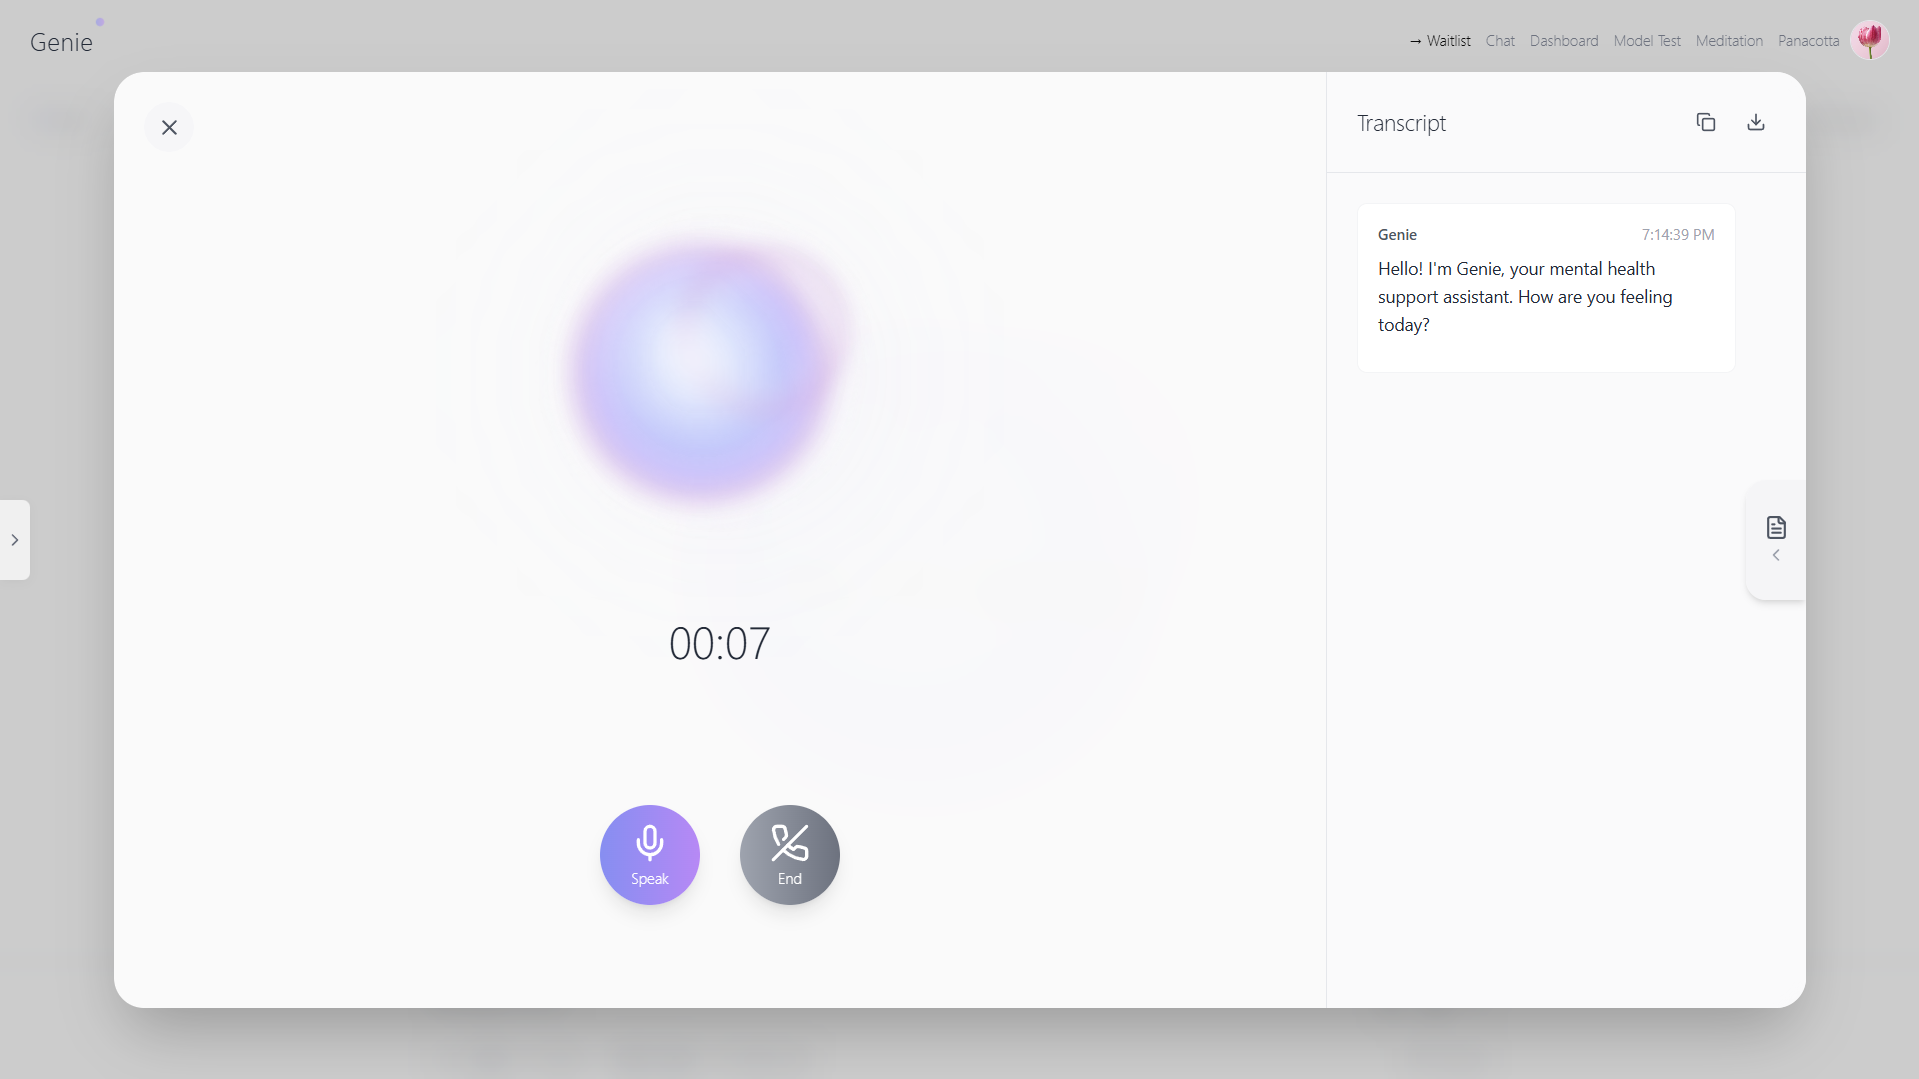 Genie
→ Waitlist Chat Dashboard Model Test Meditation Panacotta
Transcript
Genie 7:14:39 PM
Hello! I'm Genie, your mental health
support assistant. How are you feeling
today?
00:07
Speak
End